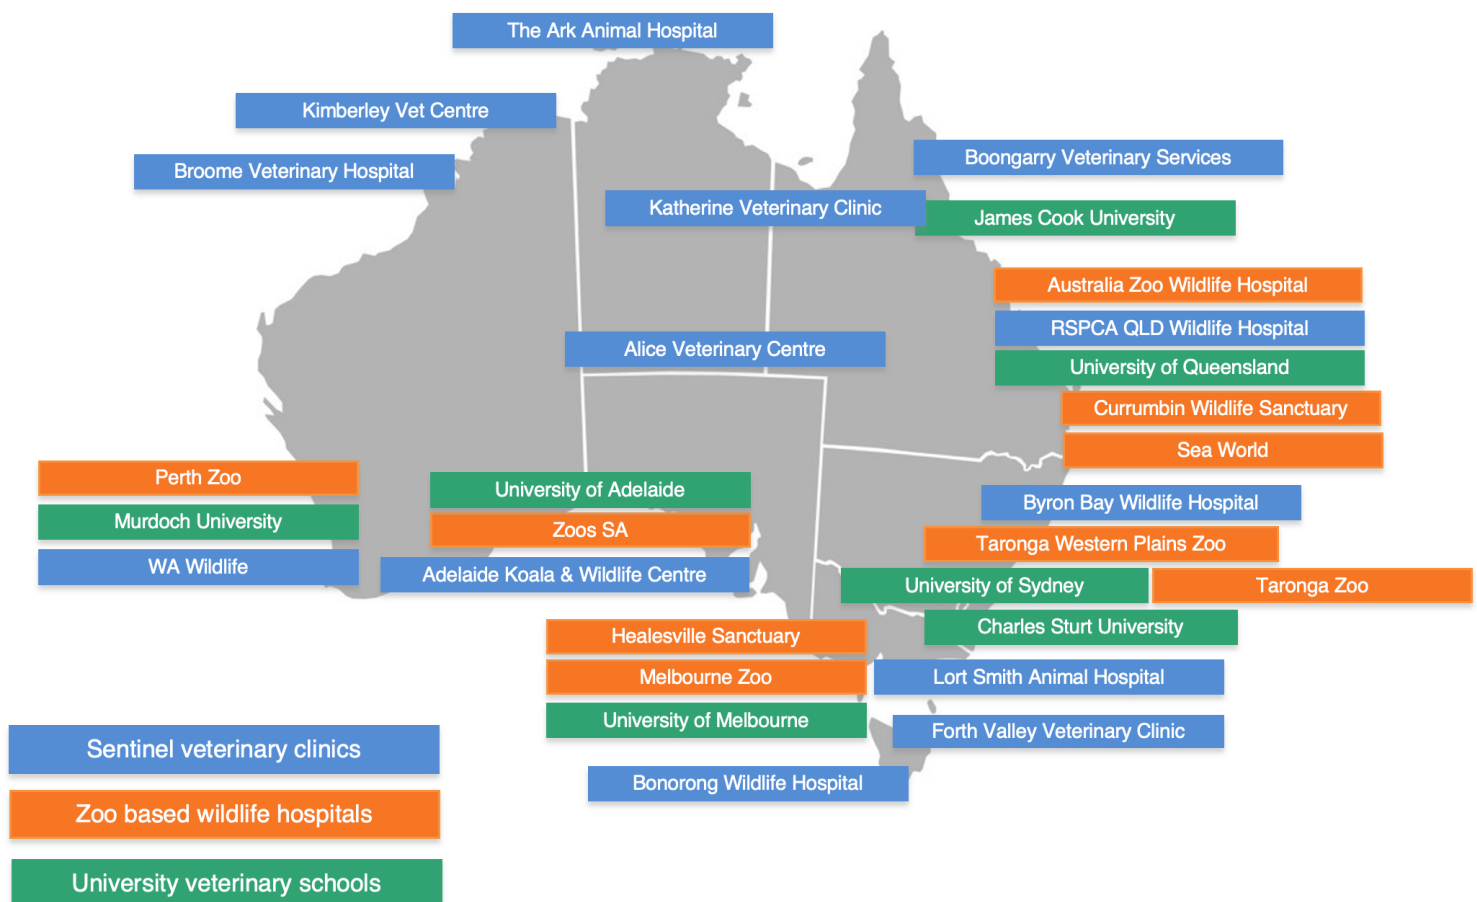 The Ark Animal Hospital
Kimberley Vet Centre
Boongarry Veterinary Services
Broome Veterinary Hospital
Katherine Veterinary Clinic
James Cook University
Australia Zoo Wildlife Hospital
RSPCA QLD Wildlife Hospital
Alice Veterinary Centre
University of Queensland
Currumbin Wildlife Sanctuary
Sea World
Perth Zoo
University of Adelaide
Byron Bay Wildlife Hospital
Murdoch University
Zoos SA
Taronga Western Plains Zoo
WA Wildlife
Adelaide Koala & Wildlife Centre
University of Sydney
Taronga Zoo
Charles Sturt University
Healesville Sanctuary
Melbourne Zoo
Lort Smith Animal Hospital
University of Melbourne
Forth Valley Veterinary Clinic
Bonorong Wildlife Hospital
Sentinel veterinary clinics
Zoo based wildlife hospitals
University veterinary schools